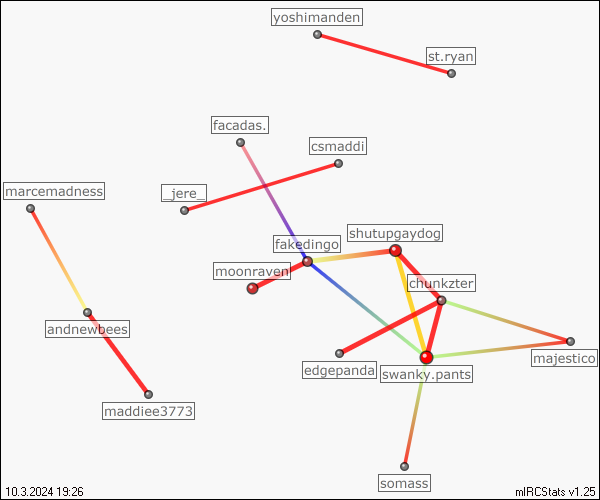 yoshimanden
st.ryan
facadas.
csmaddi
marcemadness
_jere_
shutupgaydog
fakedingo
moonraven
chunkzter
andnewbees
majestico
edgepanda
swanky.pants
maddiee3773
somass
10.3.2024 19:26
mIRCStats v1.25